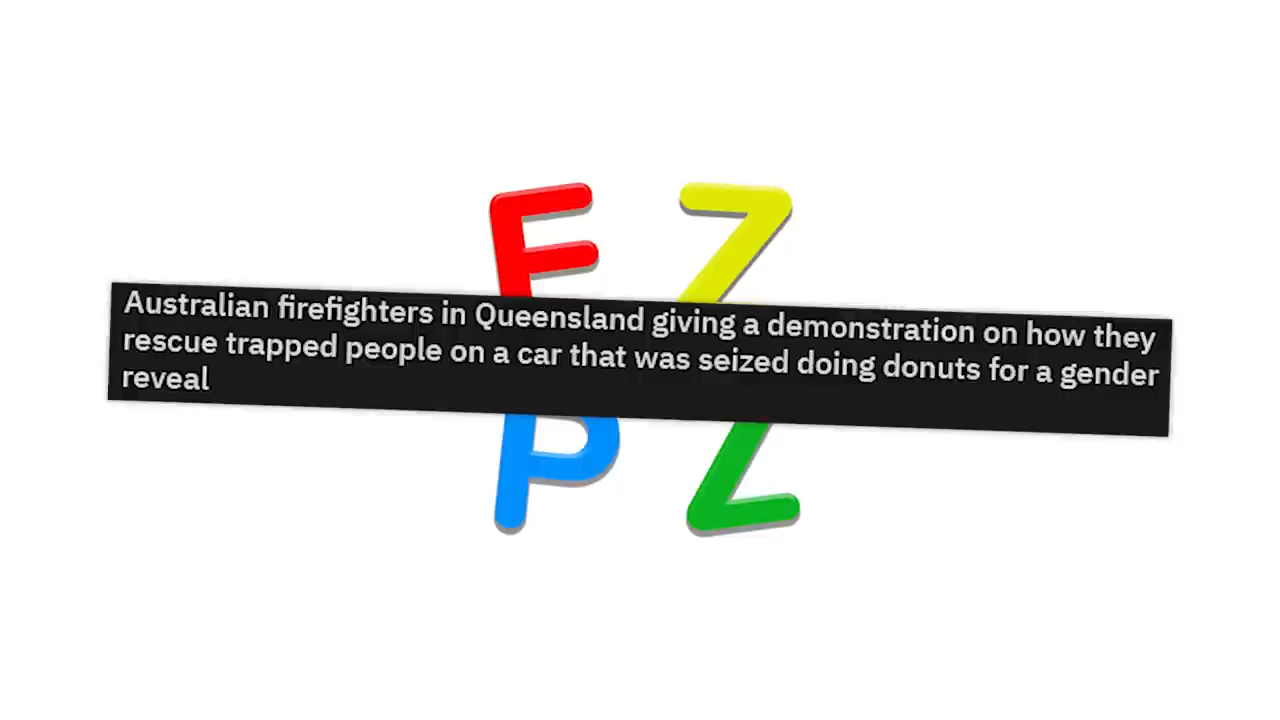 F Z
Australian firefighters in Queensland giving a demonstration on how they
rescue trapped people on a car that was seized doing donuts for a gender
reveal
P Z